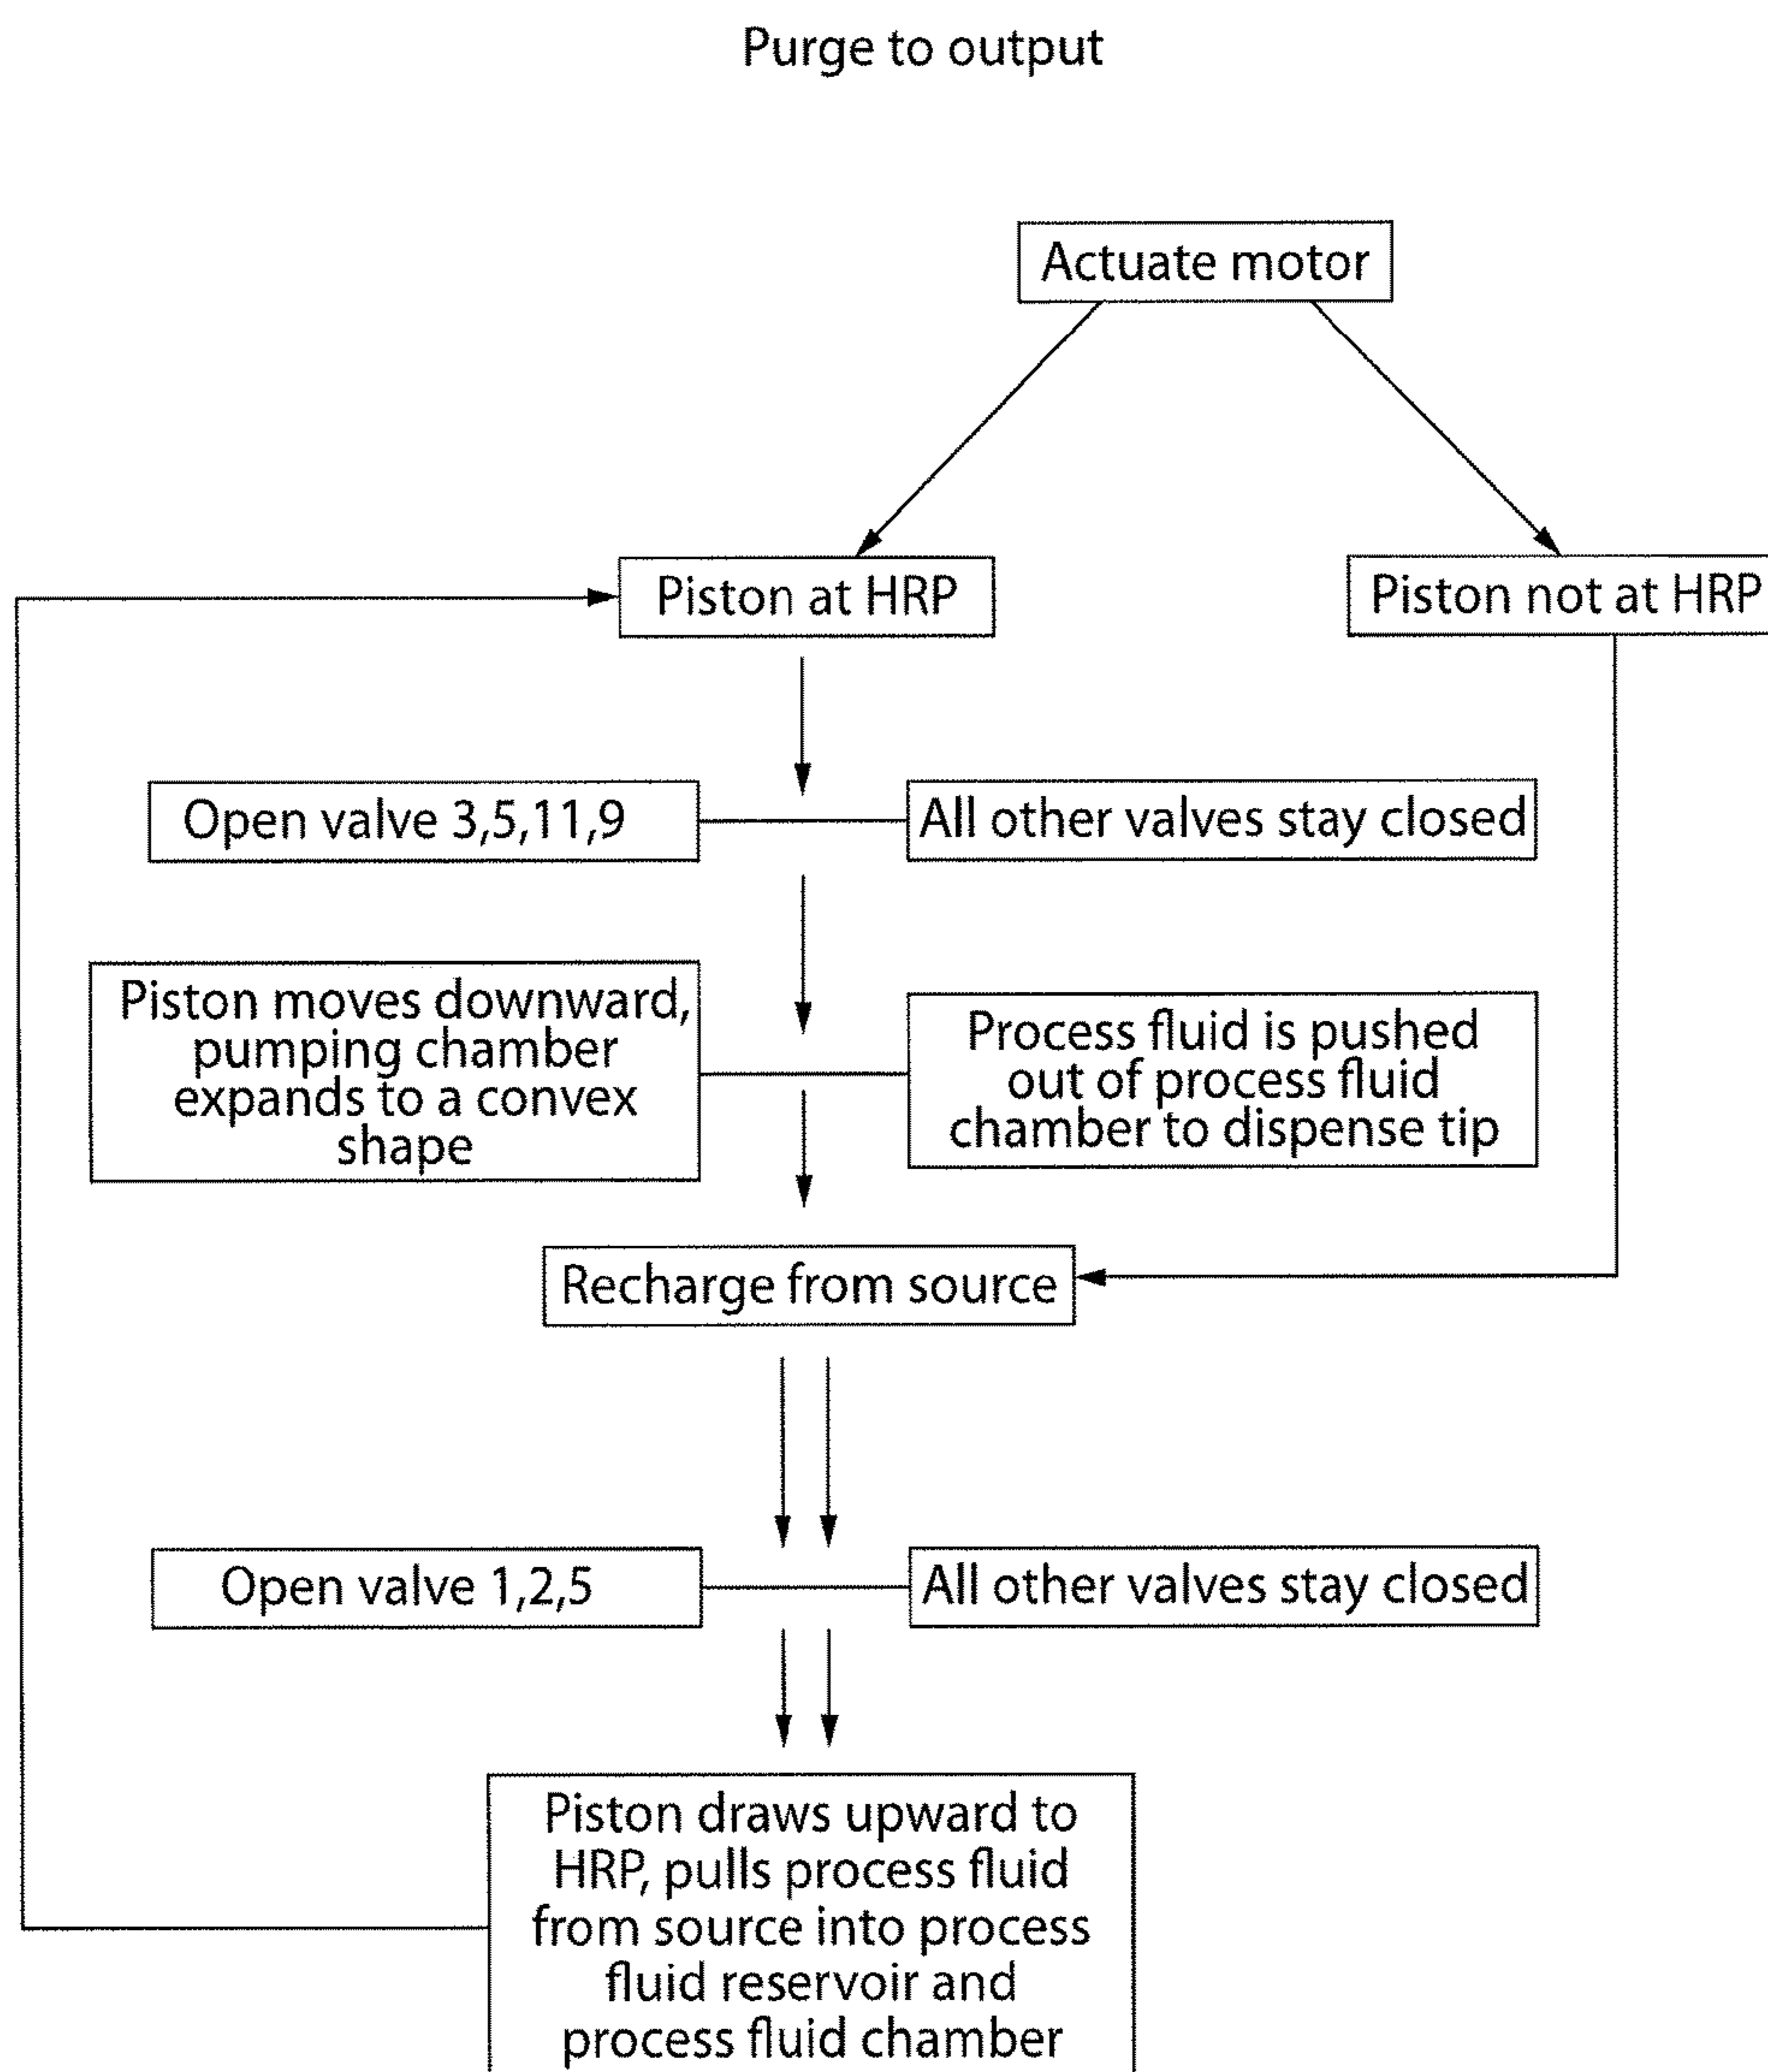 Purge to output
Actuate motor
Piston at HRP
Piston not at HRP
Open valve 3,5,11,9
All other valves stay closed
Piston moves downward,
pumping chamber
expands to a convex
shape
Process fluid is pushed
out of process fluid
chamber to dispense tip
Recharge from source
Open valve 1,2,5
All other valves stay closed
Piston draws upward to
HRP, pulls process fluid
from source into process
fluid reservoir and
process fluid chamber